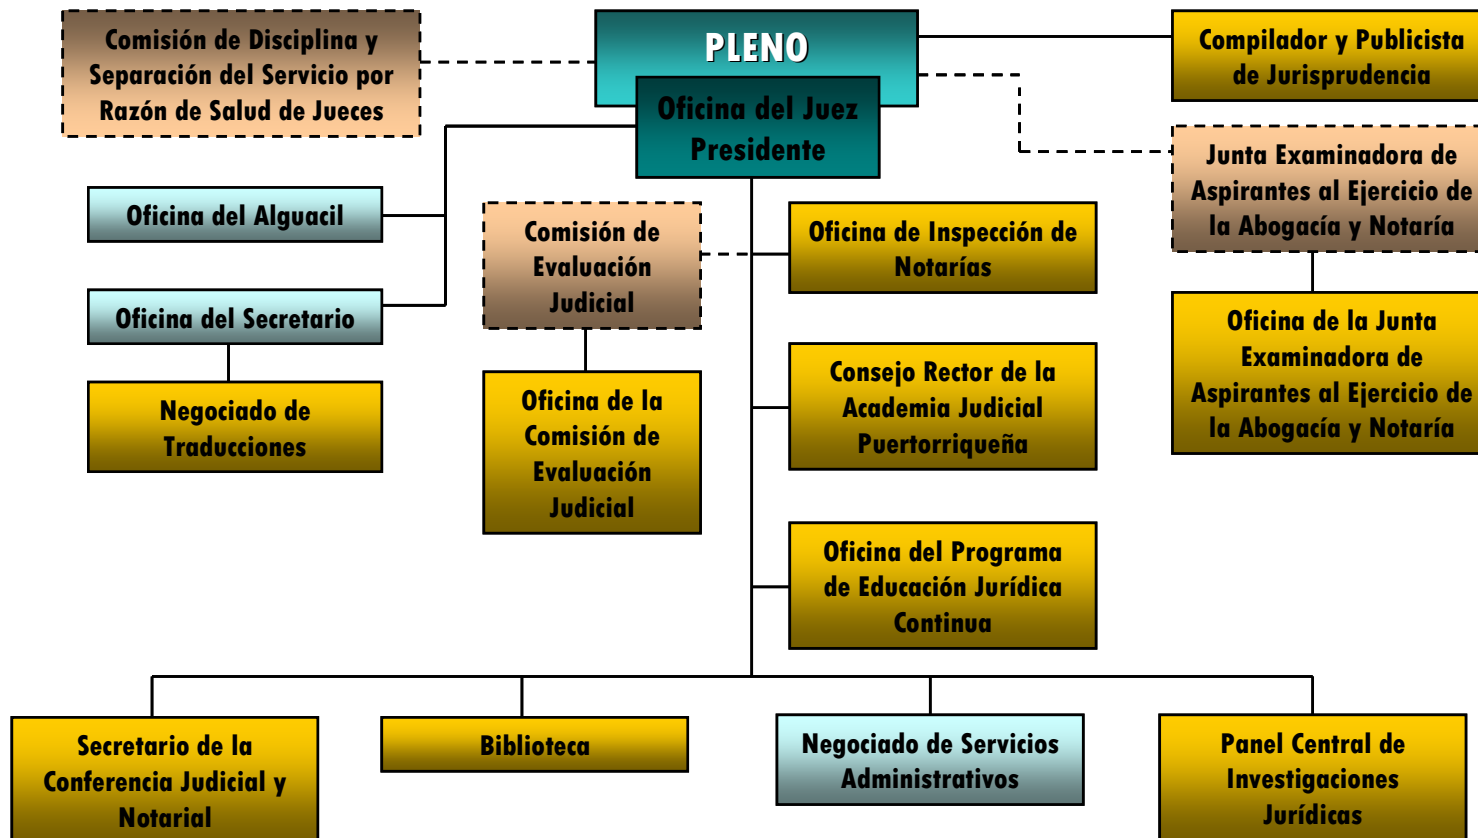 Comisión de Disciplina y
Separación del Servicio por
Razón de Salud de Jueces
PLENO
Oficina del Juez
Presidente
Compilador y Publicista
de Jurisprudencia
Junta Examinadora de
Aspirantes al Ejercicio de
la Abogacía y Notaría
Oficina del Alguacil
Comisión de
Evaluación
Judicial
Oficina de Inspección de
Notarías
Oficina del Secretario
Oficina de la Junta
Examinadora de
Aspirantes al Ejercicio de
la Abogacía y Notaría
Negociado de
Traducciones
Oficina de la
Comisión de
Evaluación
Judicial
Consejo Rector de la
Academia Judicial
Puertorriqueña
Oficina del Programa
de Educación Jurídica
Continua
Secretario de la
Conferencia Judicial y
Notarial
Biblioteca
Negociado de Servicios
Administrativos
Panel Central de
Investigaciones
Jurídicas